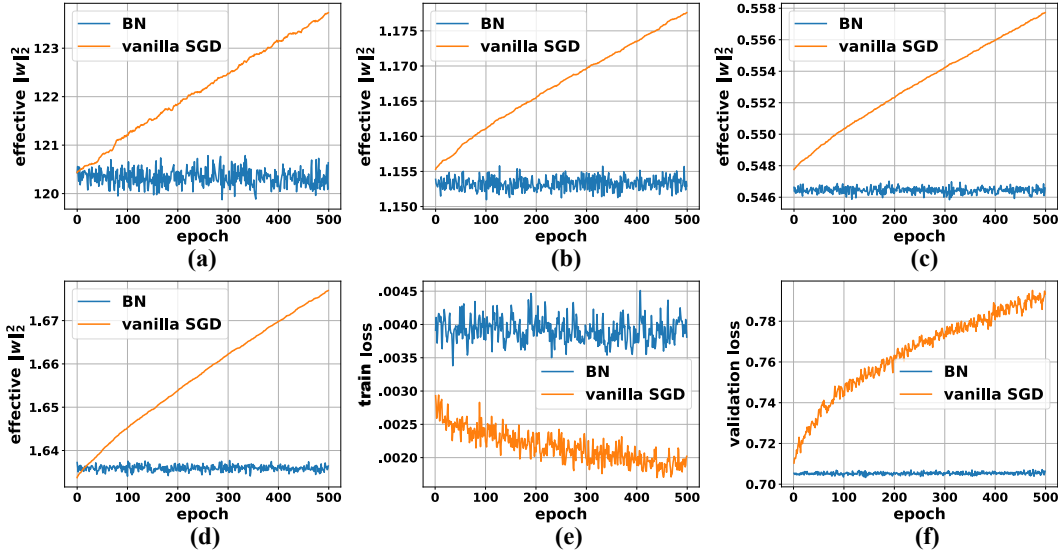 BN
vanilla SGD
effective ‖w‖²₂
123
122
121
120
0
100
200
300
400
500
epoch
(a)
BN
vanilla SGD
effective ‖w‖²₂
1.175
1.170
1.165
1.160
1.155
1.150
0
100
200
300
400
500
epoch
(b)
BN
vanilla SGD
effective ‖w‖²₂
0.558
0.556
0.554
0.552
0.550
0.548
0.546
0
100
200
300
400
500
epoch
(c)
BN
vanilla SGD
effective ‖w‖²₂
1.67
1.66
1.65
1.64
0
100
200
300
400
500
epoch
(d)
BN
vanilla SGD
train loss
.0045
.0040
.0035
.0030
.0025
.0020
0
100
200
300
400
500
epoch
(e)
BN
vanilla SGD
validation loss
0.78
0.76
0.74
0.72
0.70
0
100
200
300
400
500
epoch
(f)